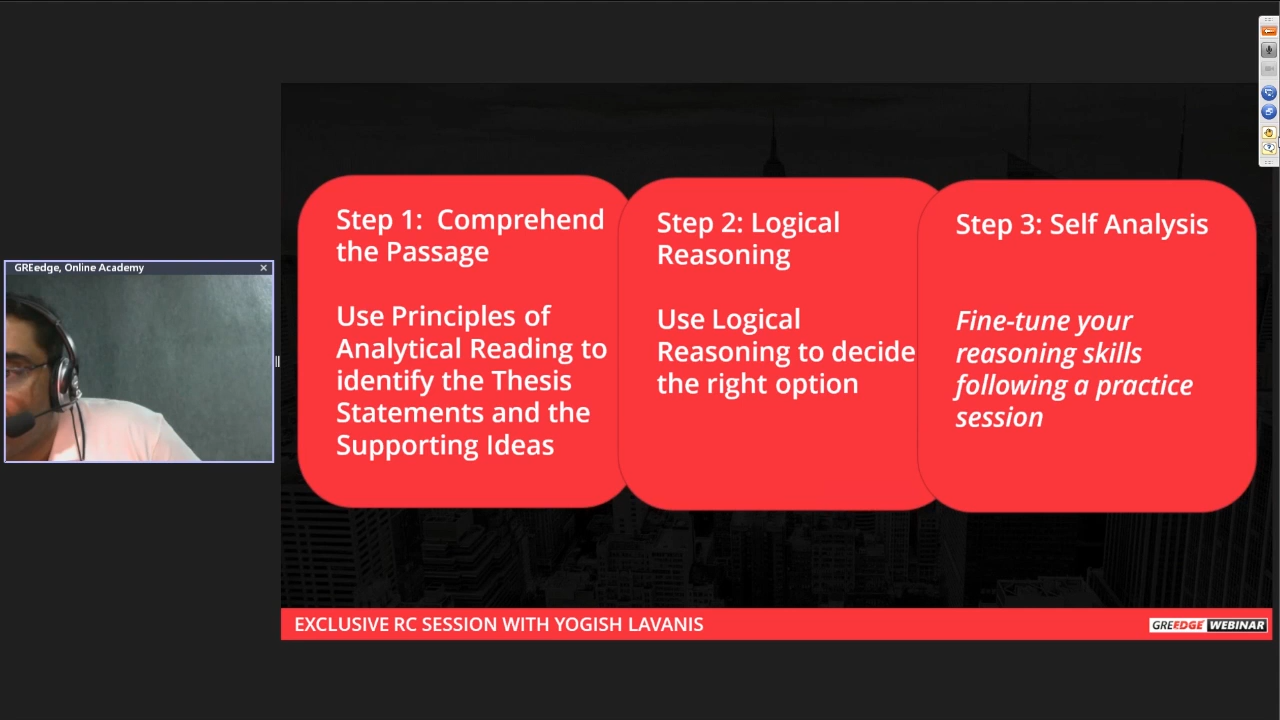 GREedge, Online Academy
Step 1:  Comprehend
the Passage
Use Principles of
Analytical Reading to
identify the Thesis
Statements and the
Supporting Ideas
Step 2: Logical
Reasoning
Use Logical
Reasoning to decide
the right option
Step 3: Self Analysis
Fine-tune your
reasoning skills
following a practice
session
EXCLUSIVE RC SESSION WITH YOGISH LAVANIS
GREEDGE WEBINAR